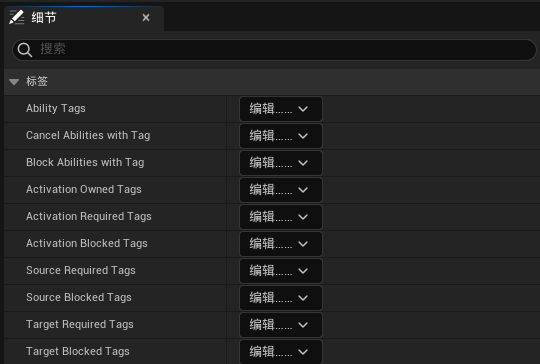 细节
搜索
标签
Ability Tags 编辑......
Cancel Abilities with Tag 编辑......
Block Abilities with Tag 编辑......
Activation Owned Tags 编辑......
Activation Required Tags 编辑......
Activation Blocked Tags 编辑......
Source Required Tags 编辑......
Source Blocked Tags 编辑......
Target Required Tags 编辑......
Target Blocked Tags 编辑......